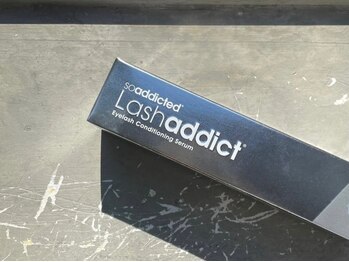 soaddicted®
Lashaddict®
Eyelash Conditioning Serum